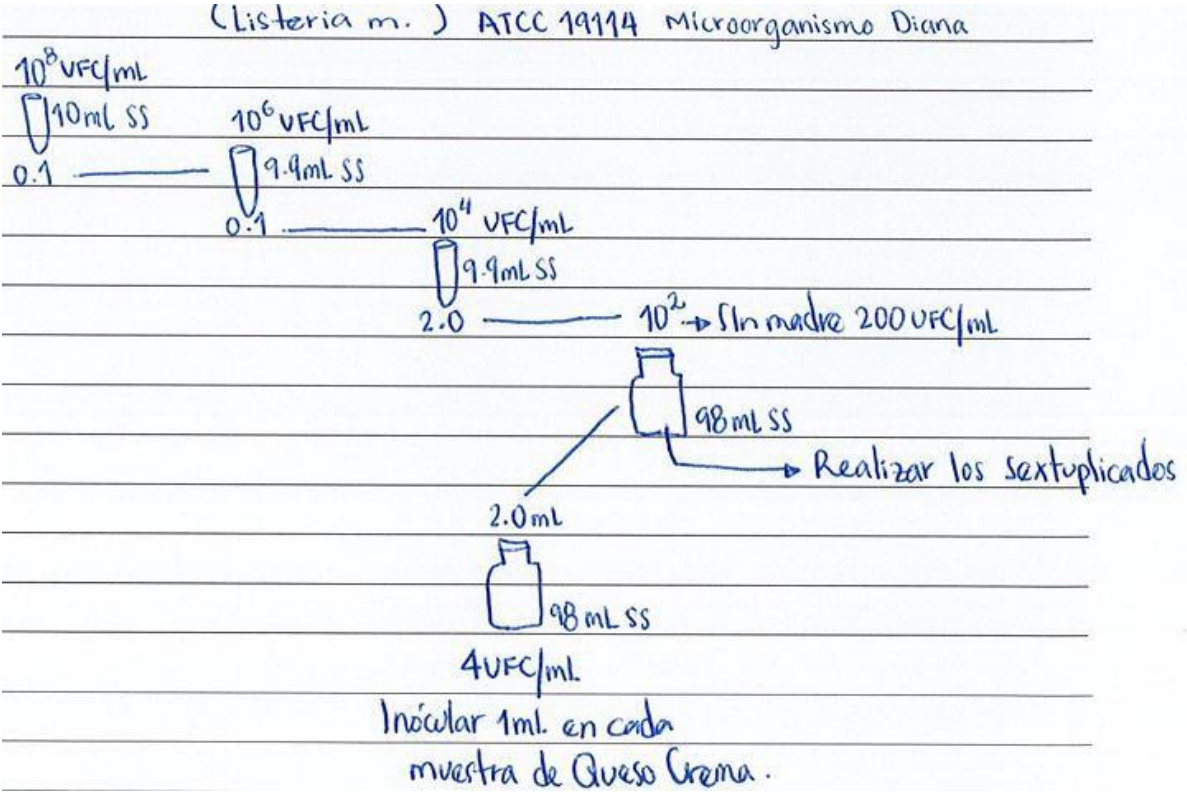 (Listeria m.) ATCC 19114 Microorganismo Diana
10⁸ UFC/mL
10mL SS
10⁶ UFC/mL
0.1
9.9mL SS
0.1
10⁴ UFC/mL
9.9mL SS
2.0
10² → Sln madre 200 UFC/mL
98 mL SS
→ Realizar los sextuplicados
2.0mL
98 mL SS
4UFC/mL
Inócular 1mL en cada
muestra de Queso Crema.